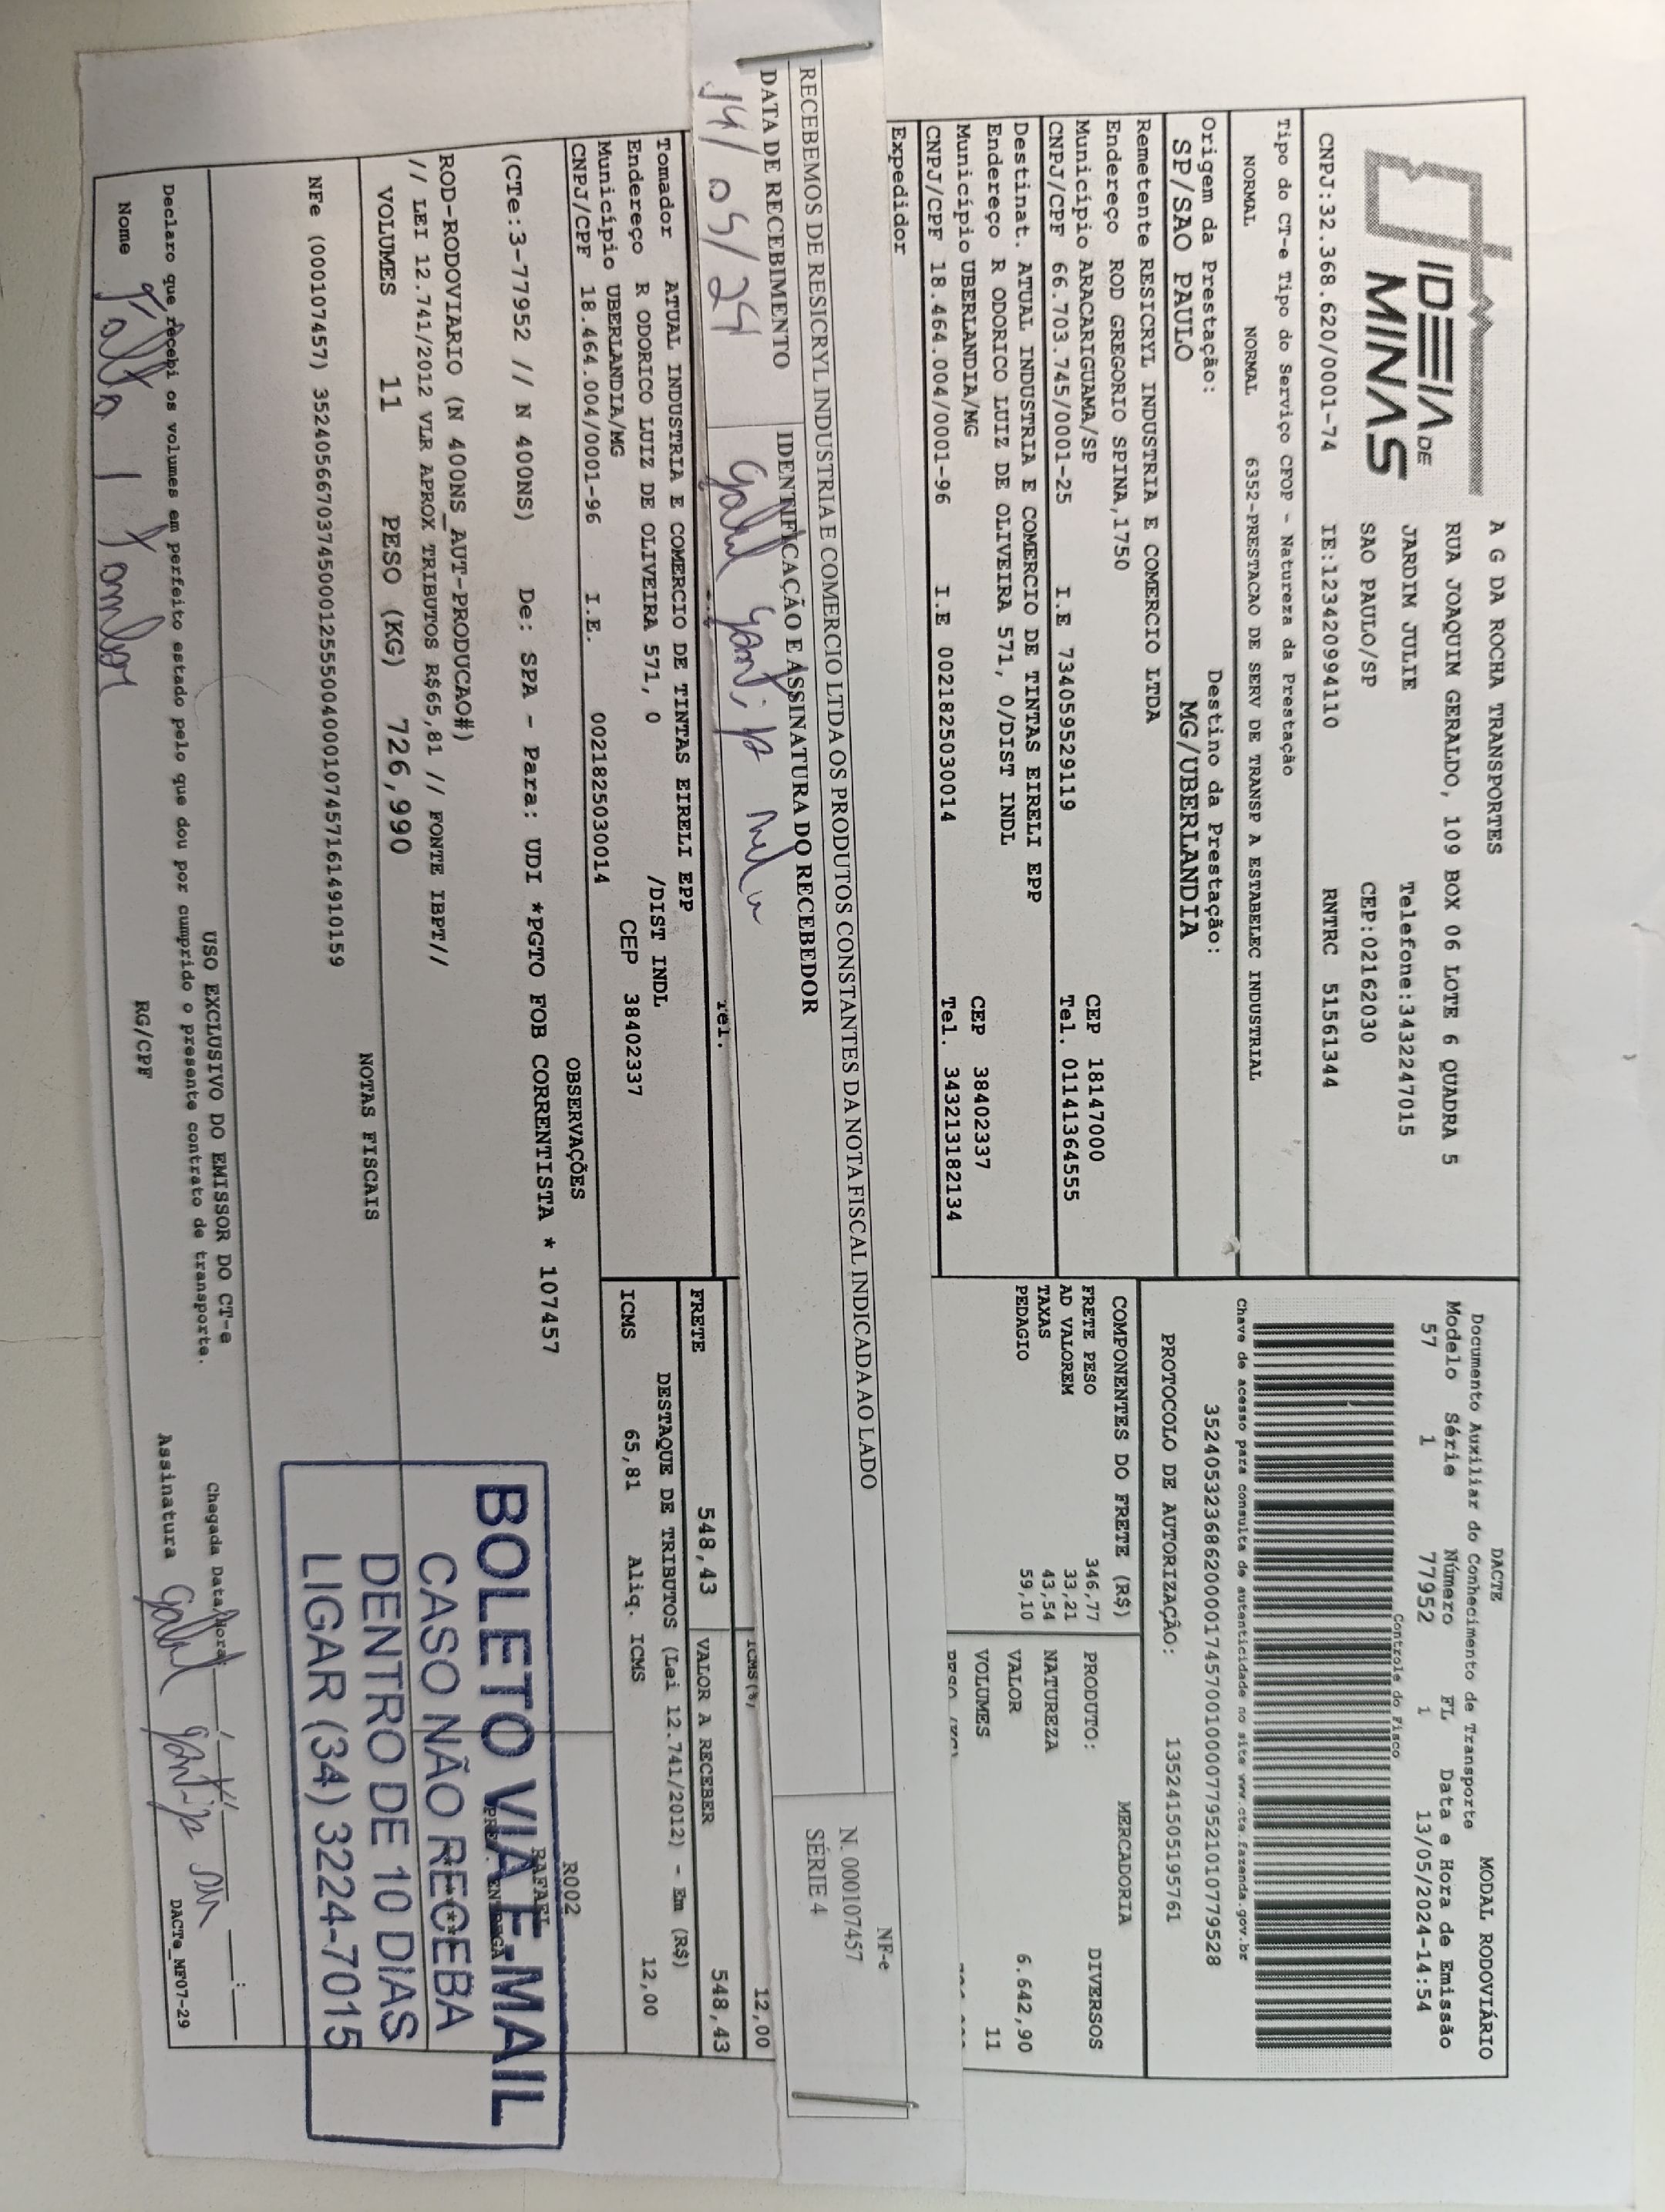 IDEIA DE
MINAS
A G DA ROCHA TRANSPORTES
RUA JOAQUIM GERALDO, 109 BOX 06 LOTE 6 QUADRA 5
JARDIM JULIE Telefone:3432247015
SAO PAULO/SP CEP:02162030
CNPJ:32.368.620/0001-74 IE:123420994110 RNTRC 51561344
DACTE MODAL RODOVIÁRIO
Documento Auxiliar do Conhecimento de Transporte
Modelo Série Número FL Data e Hora de Emissão
57 1 77952 1 13/05/2024-14:54
Controle do Fisco
Tipo do CT-e Tipo do Serviço CFOP - Natureza da Prestação
NORMAL NORMAL 6352-PRESTACAO DE SERV DE TRANSP A ESTABELEC INDUSTRIAL
Chave de acesso para consulta de autenticidade no site www.cte.fazenda.gov.br
35240532368620000174570010000779521010779528
Origem da Prestação: Destino da Prestação:
SP/SAO PAULO MG/UBERLANDIA
PROTOCOLO DE AUTORIZAÇÃO: 135241505195761
Remetente RESICRYL INDUSTRIA E COMERCIO LTDA
Endereço ROD GREGORIO SPINA,1750
Município ARACARIGUAMA/SP CEP 18147000
CNPJ/CPF 66.703.745/0001-25 I.E 734059529119 Tel. 01141364555
Destinat. ATUAL INDUSTRIA E COMERCIO DE TINTAS EIRELI EPP
Endereço R ODORICO LUIZ DE OLIVEIRA 571, 0/DIST INDL
Município UBERLANDIA/MG CEP 38402337
CNPJ/CPF 18.464.004/0001-96 I.E 0021825030014 Tel. 343213182134
Expedidor
COMPONENTES DO FRETE (R$)
FRETE PESO 346,77
AD VALOREM 33,21
TAXAS 43,54
PEDAGIO 59,10
MERCADORIA
PRODUTO: DIVERSOS
NATUREZA
VALOR 6.642,90
VOLUMES 11
PESO (KG)
RECEBEMOS DE RESICRYL INDUSTRIA E COMERCIO LTDA OS PRODUTOS CONSTANTES DA NOTA FISCAL INDICADA AO LADO
DATA DE RECEBIMENTO IDENTIFICAÇÃO E ASSINATURA DO RECEBEDOR
14/05/24
NF-e
N. 000107457
SÉRIE 4
Tel.
ICMS(%) 12,00
FRETE 548,43 VALOR A RECEBER 548,43
Tomador ATUAL INDUSTRIA E COMERCIO DE TINTAS EIRELI EPP
Endereço R ODORICO LUIZ DE OLIVEIRA 571, 0 /DIST INDL
Município UBERLANDIA/MG CEP 38402337
CNPJ/CPF 18.464.004/0001-96 I.E. 0021825030014
DESTAQUE DE TRIBUTOS (Lei 12.741/2012) - Em (R$)
ICMS 65,81 Aliq. ICMS 12,00
OBSERVAÇÕES
(CTe:3-77952 // N 400NS) De: SPA - Para: UDI *PGTO FOB CORRENTISTA * 107457
ROD-RODOVIARIO (N 400NS_AUT-PRODUCAO#)
// LEI 12.741/2012 VLR APROX TRIBUTOS R$65,81 // FONTE IBPT//
R002
RAFAEL
VOLUMES 11 PESO (KG) 726,990
NOTAS FISCAIS
NFe (000107457) 35240566703745000125550040001074571614910159
BOLETO VIA E-MAIL
CASO NÃO RECEBA
DENTRO DE 10 DIAS
LIGAR (34) 3224-7015
USO EXCLUSIVO DO EMISSOR DO CT-e
Declaro que recebi os volumes em perfeito estado pelo que dou por cumprido o presente contrato de transporte.
Chegada Data/Hora
Nome RG/CPF Assinatura
DACTe_MF07-29